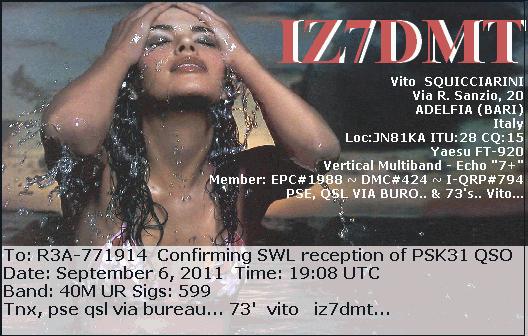 IZ7DMT
Vito SQUICCIARINI
Via R. Sanzio, 20
ADELFIA (BARI)
Italy
Loc:JN81KA ITU:28 CQ:15
Yaesu FT-920
Vertical Multiband - Echo "7+"
Member: EPC#1988 ~ DMC#424 ~ I-QRP#794
PSE, QSL VIA BURO.. & 73's.. Vito...
To: R3A-771914 Confirming SWL reception of PSK31 QSO
Date: September 6, 2011 Time: 19:08 UTC
Band: 40M UR Sigs: 599
Tnx, pse qsl via bureau... 73' vito iz7dmt...